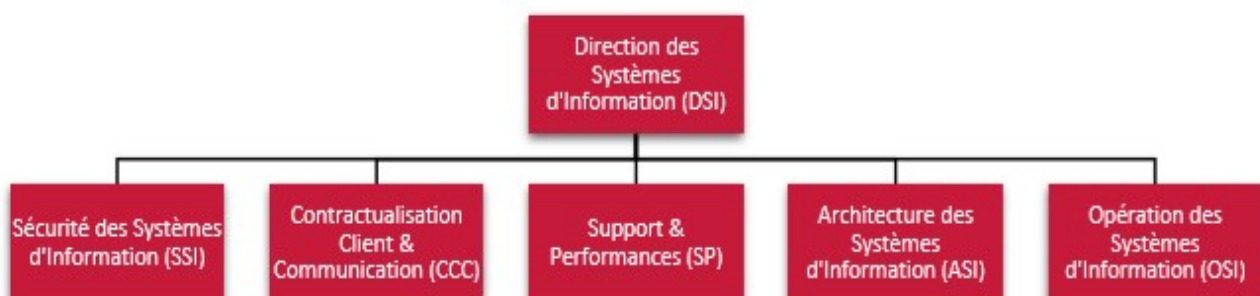 Direction des
Systèmes
d'Information (DSI)
Sécurité des Systèmes
d'Information (SSI)
Contractualisation
Client &
Communication (CCC)
Support &
Performances (SP)
Architecture des
Systèmes
d'Information (ASI)
Opération des
Systèmes
d'Information (OSI)